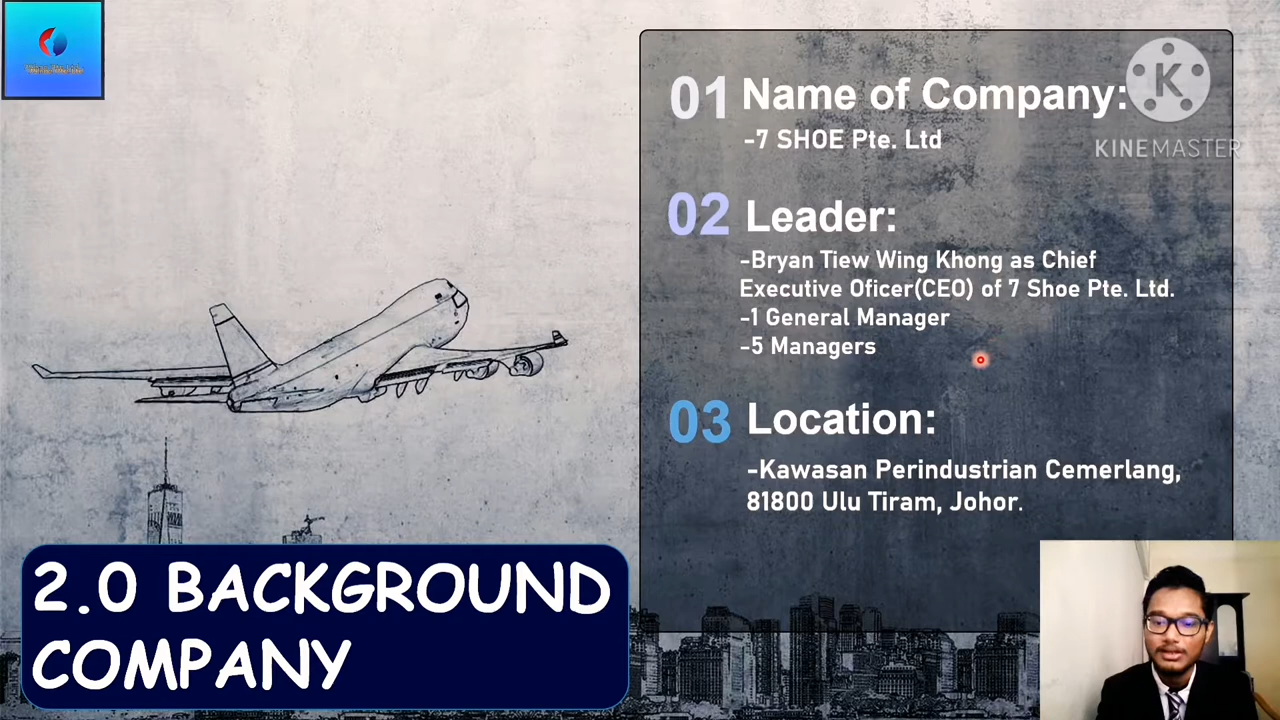 01 Name of Company:
-7 SHOE Pte. Ltd
KINEMASTER
02 Leader:
-Bryan Tiew Wing Khong as Chief
Executive Oficer(CEO) of 7 Shoe Pte. Ltd.
-1 General Manager
-5 Managers
03 Location:
-Kawasan Perindustrian Cemerlang,
81800 Ulu Tiram, Johor.
2.0 BACKGROUND
COMPANY